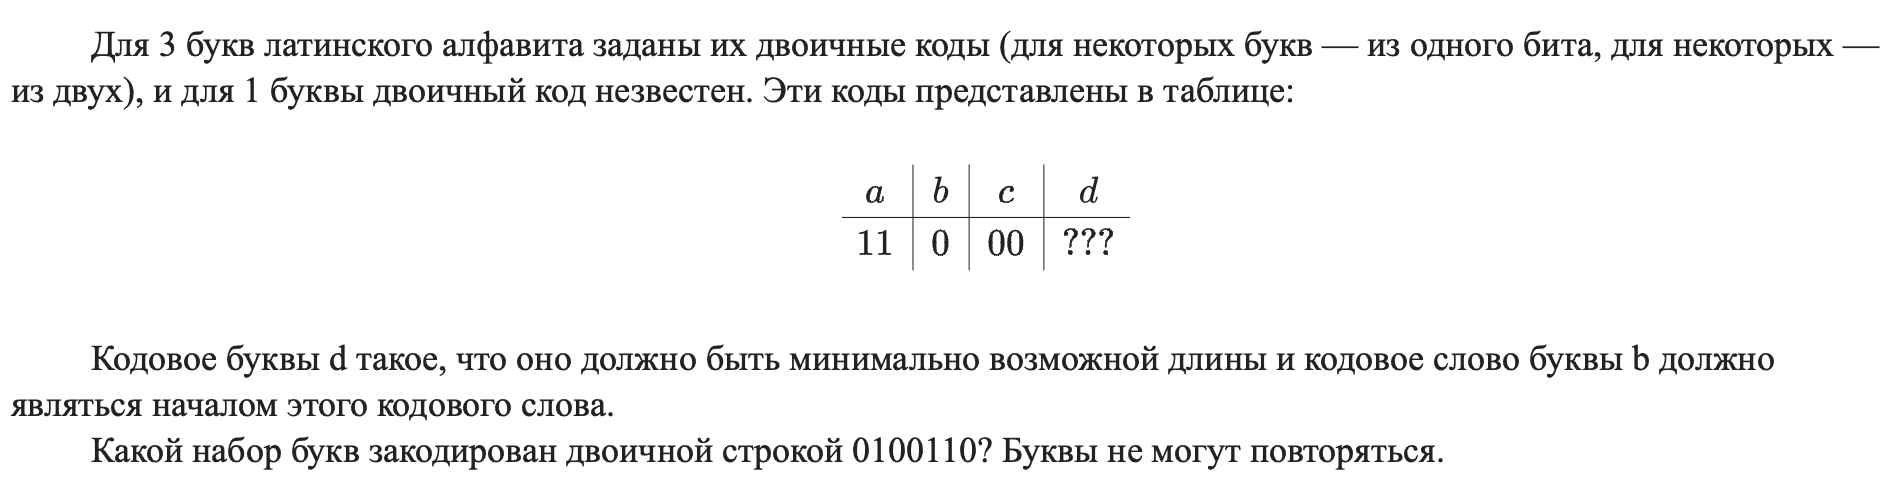 Для 3 букв латинского алфавита заданы их двоичные коды (для некоторых букв — из одного бита, для некоторых —
из двух), и для 1 буквы двоичный код незвестен. Эти коды представлены в таблице:
a b c d
11 0 00 ???
Кодовое буквы d такое, что оно должно быть минимально возможной длины и кодовое слово буквы b должно
являться началом этого кодового слова.
Какой набор букв закодирован двоичной строкой 0100110? Буквы не могут повторяться.